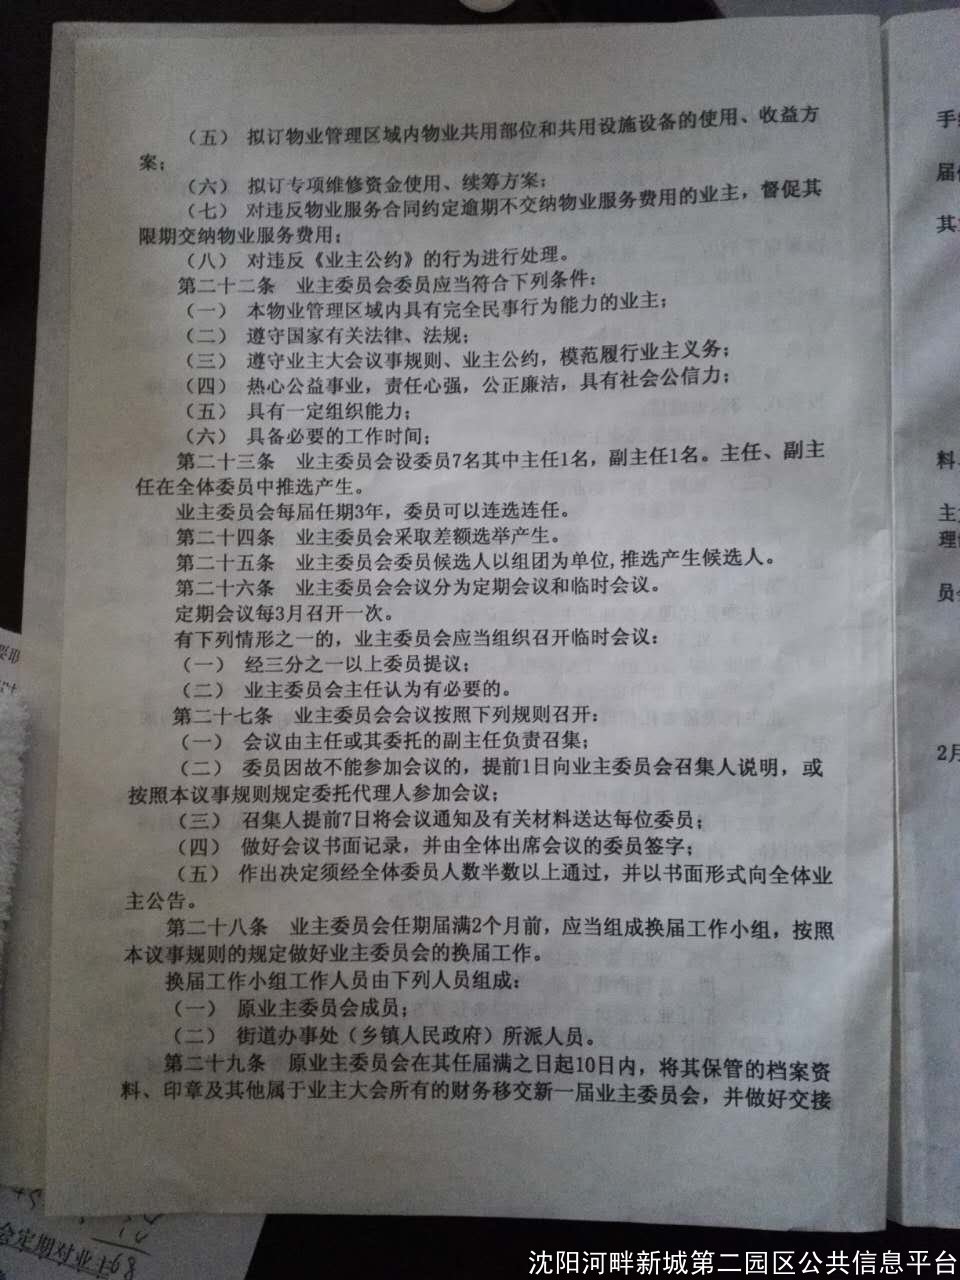 （五） 拟订物业管理区域内物业共用部位和共用设施设备的使用、收益方
案；
（六） 拟订专项维修资金使用、续筹方案；
（七） 对违反物业服务合同约定逾期不交纳物业服务费用的业主，督促其
限期交纳物业服务费用；
（八） 对违反《业主公约》的行为进行处理。
第二十二条 业主委员会委员应当符合下列条件：
（一） 本物业管理区域内具有完全民事行为能力的业主；
（二） 遵守国家有关法律、法规；
（三） 遵守业主大会议事规则、业主公约，模范履行业主义务；
（四） 热心公益事业，责任心强，公正廉洁，具有社会公信力；
（五） 具有一定组织能力；
（六） 具备必要的工作时间；
第二十三条 业主委员会设委员7名其中主任1名，副主任1名。主任、副主
任在全体委员中推选产生。
业主委员会每届任期3年，委员可以连选连任。
第二十四条 业主委员会采取差额选举产生。
第二十五条 业主委员会委员候选人以组团为单位,推选产生候选人。
第二十六条 业主委员会会议分为定期会议和临时会议。
定期会议每3月召开一次。
有下列情形之一的，业主委员会应当组织召开临时会议：
（一） 经三分之一以上委员提议；
（二） 业主委员会主任认为有必要的。
第二十七条 业主委员会会议按照下列规则召开：
（一） 会议由主任或其委托的副主任负责召集；
（二） 委员因故不能参加会议的，提前1日向业主委员会召集人说明，或
按照本议事规则规定委托代理人参加会议；
（三） 召集人提前7日将会议通知及有关材料送达每位委员；
（四） 做好会议书面记录，并由全体出席会议的委员签字；
（五） 作出决定须经全体委员人数半数以上通过，并以书面形式向全体业
主公告。
第二十八条 业主委员会任期届满2个月前，应当组成换届工作小组，按照
本议事规则的规定做好业主委员会的换届工作。
换届工作小组工作人员由下列人员组成：
（一） 原业主委员会成员；
（二） 街道办事处（乡镇人民政府）所派人员。
第二十九条 原业主委员会在其任届满之日起10日内，将其保管的档案资
料、印章及其他属于业主大会所有的财务移交新一届业主委员会，并做好交接
手
届
其
料
主
理
员
2月
会定期对业主
沈阳河畔新城第二园区公共信息平台